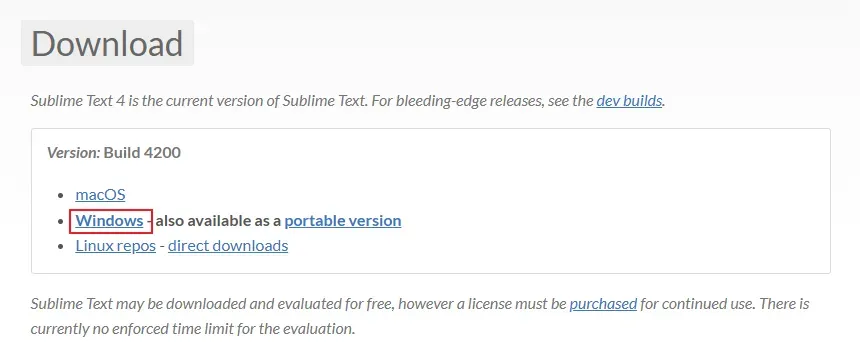 Download
Sublime Text 4 is the current version of Sublime Text. For bleeding-edge releases, see the dev builds.
Version: Build 4200
• macOS
• Windows - also available as a portable version
• Linux repos - direct downloads
Sublime Text may be downloaded and evaluated for free, however a license must be purchased for continued use. There is
currently no enforced time limit for the evaluation.